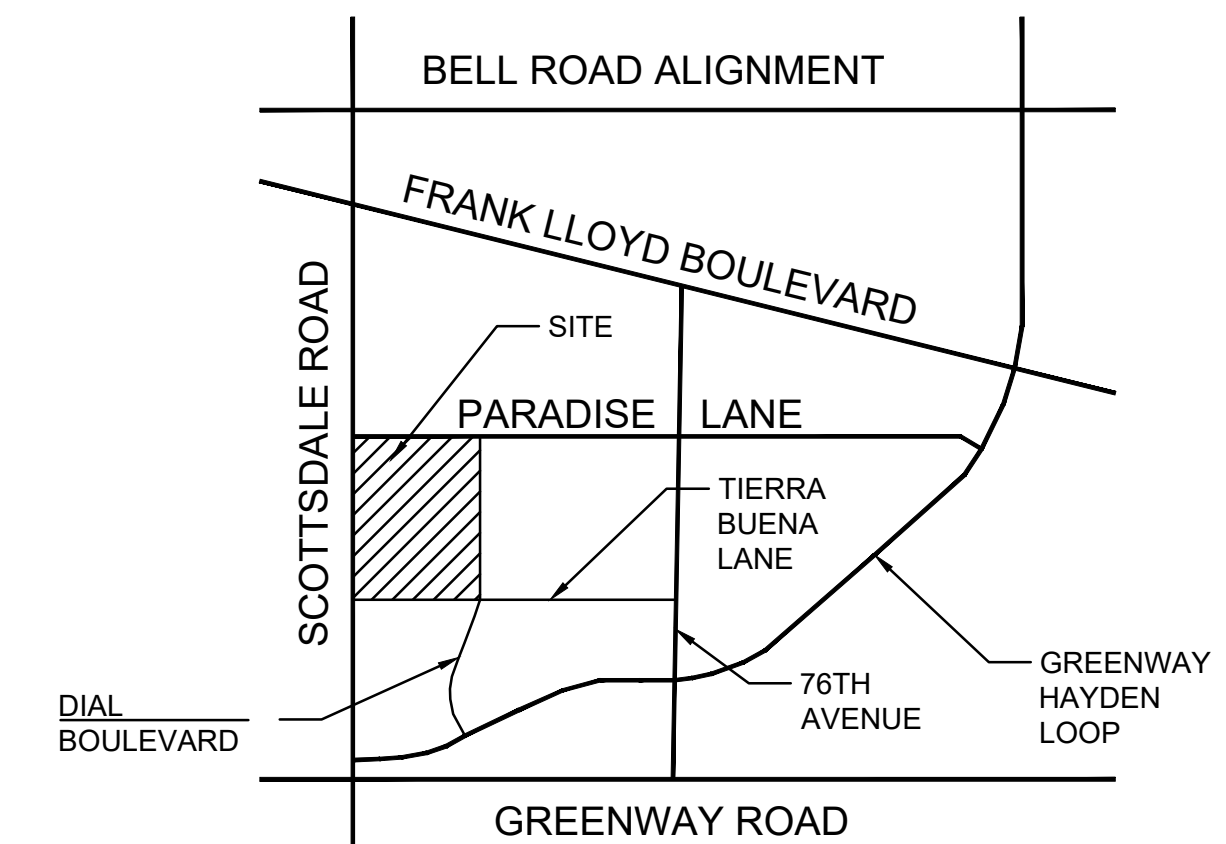 BELL ROAD ALIGNMENT
FRANK LLOYD BOULEVARD
SCOTTSDALE ROAD
SITE
PARADISE LANE
TIERRA
BUENA
LANE
DIAL
BOULEVARD
76TH
AVENUE
GREENWAY
HAYDEN
LOOP
GREENWAY ROAD